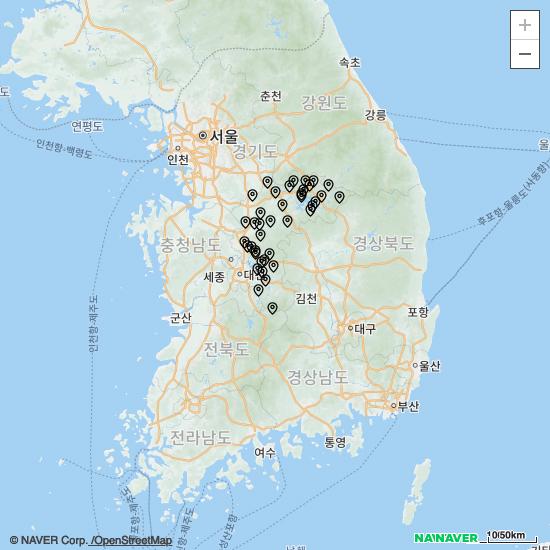 +
−
속초
춘천
강원도
강릉
도
연평도
서울
울
인천항-백령도
인천
경기도
후포항-울릉도(사동항)
충청남도
경상북도
세종
대전
인천항-제주도
김천
군산
포항
대구
전북도
울산
경상남도
부산
전라남도
통영
여수
© NAVER Corp. /OpenStreetMap
NAVER
10/50km